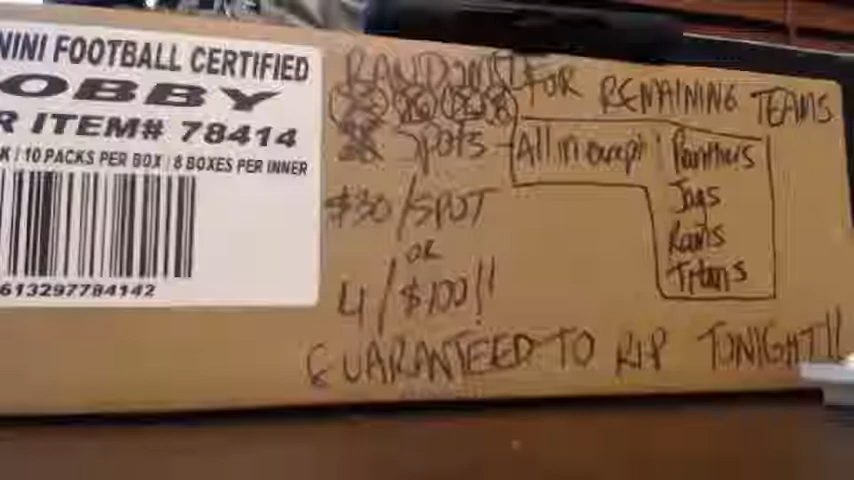 NINI FOOTBALL CERTIFIED
OBBY
R ITEM# 78414
K | 10 PACKS PER BOX | 8 BOXES PER INNER
613297784142
RANDOMS FOR REMAINING TEAMS
Spots - All in except: Panthers
Jags
Rams
Titans
$30/SPOT
OR
4/$100!!
GUARANTEED TO RIP TONIGHT!!